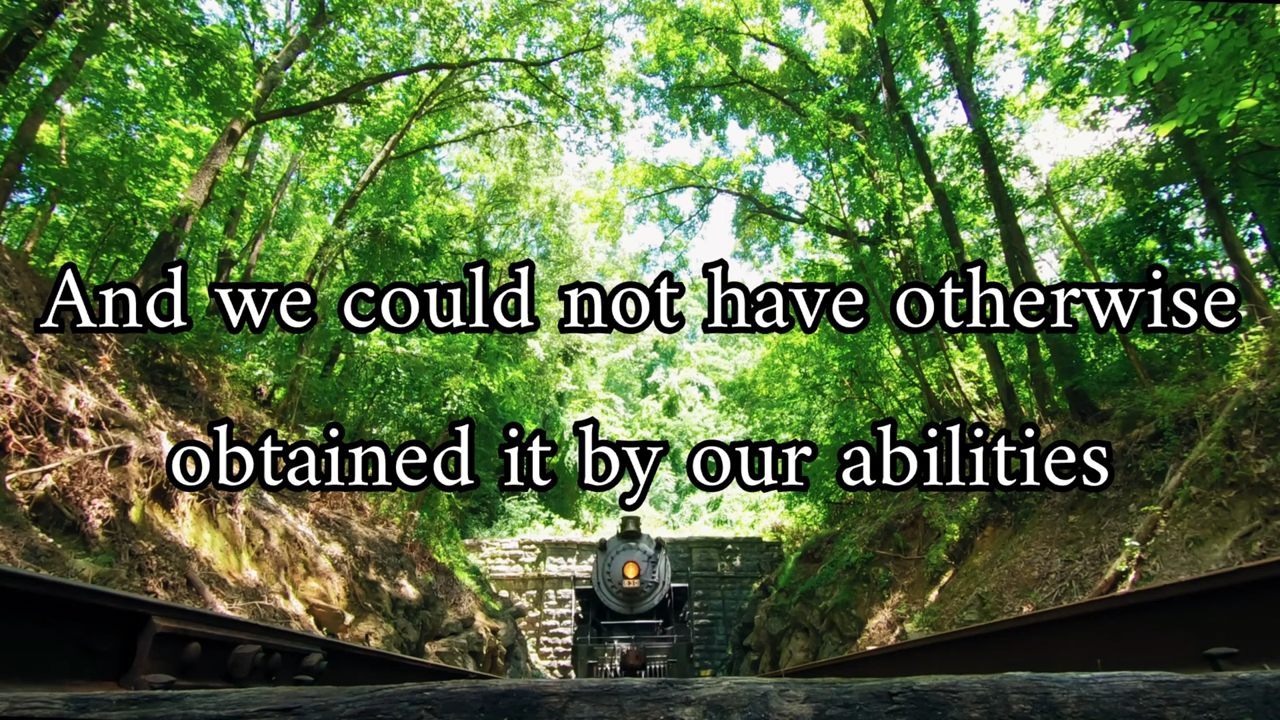 And we could not have otherwise
obtained it by our abilities